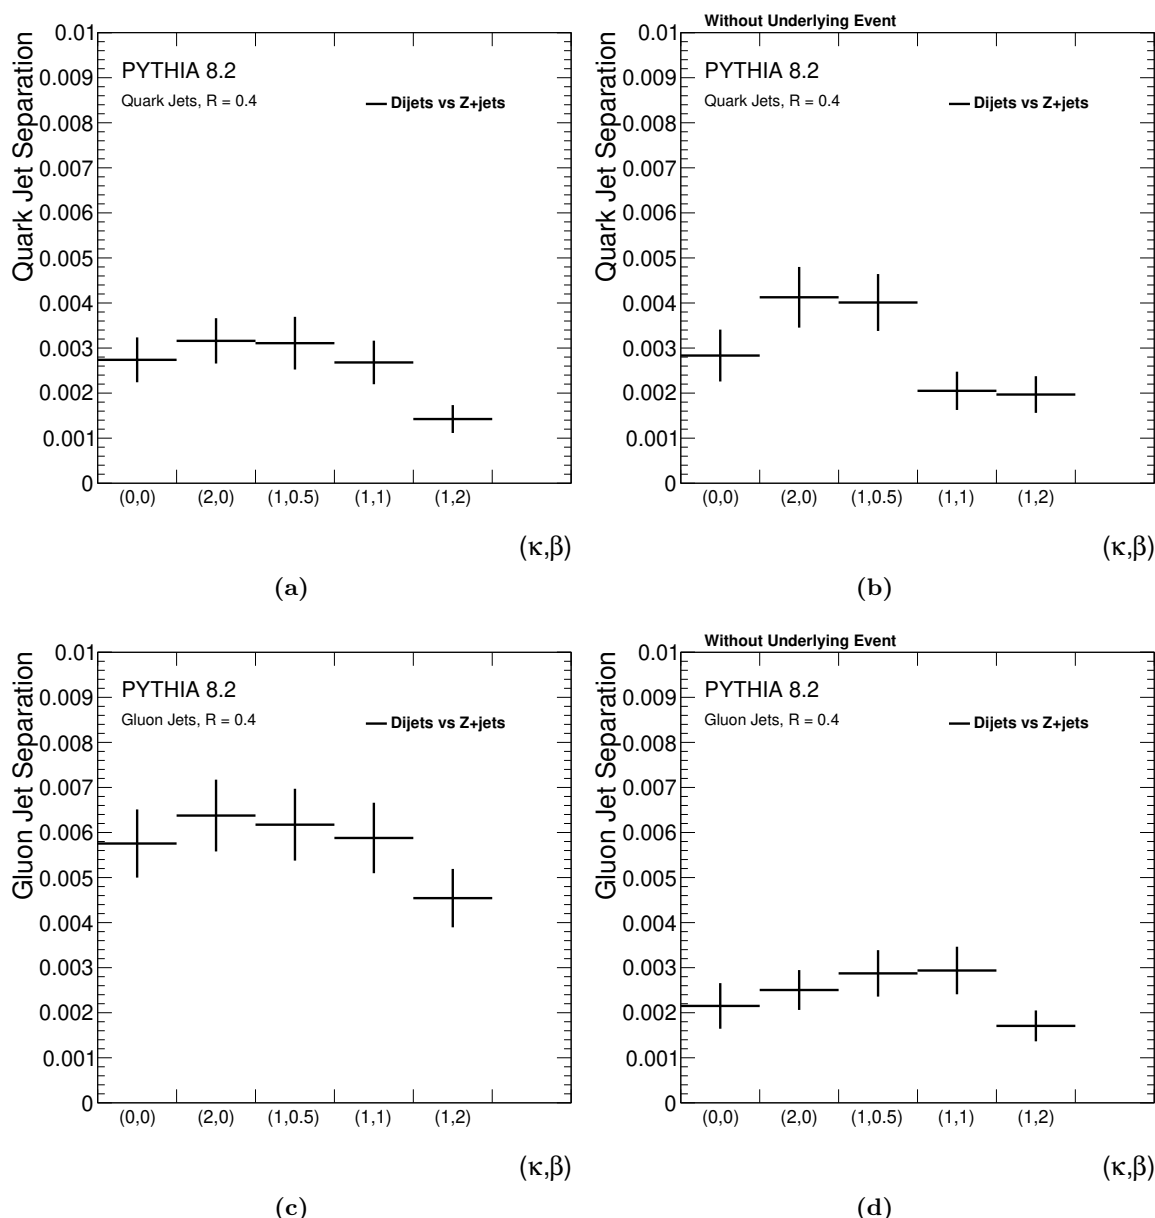 0.01
0.009
0.008
0.007
0.006
0.005
0.004
0.003
0.002
0.001
0
Quark Jet Separation
PYTHIA 8.2
Quark Jets, R = 0.4
Dijets vs Z+jets
(0,0) (2,0) (1,0.5) (1,1) (1,2)
(κ,β)
(a)
Without Underlying Event
0.01
0.009
0.008
0.007
0.006
0.005
0.004
0.003
0.002
0.001
0
Quark Jet Separation
PYTHIA 8.2
Quark Jets, R = 0.4
Dijets vs Z+jets
(0,0) (2,0) (1,0.5) (1,1) (1,2)
(κ,β)
(b)
0.01
0.009
0.008
0.007
0.006
0.005
0.004
0.003
0.002
0.001
0
Gluon Jet Separation
PYTHIA 8.2
Gluon Jets, R = 0.4
Dijets vs Z+jets
(0,0) (2,0) (1,0.5) (1,1) (1,2)
(κ,β)
(c)
Without Underlying Event
0.01
0.009
0.008
0.007
0.006
0.005
0.004
0.003
0.002
0.001
0
Gluon Jet Separation
PYTHIA 8.2
Gluon Jets, R = 0.4
Dijets vs Z+jets
(0,0) (2,0) (1,0.5) (1,1) (1,2)
(κ,β)
(d)